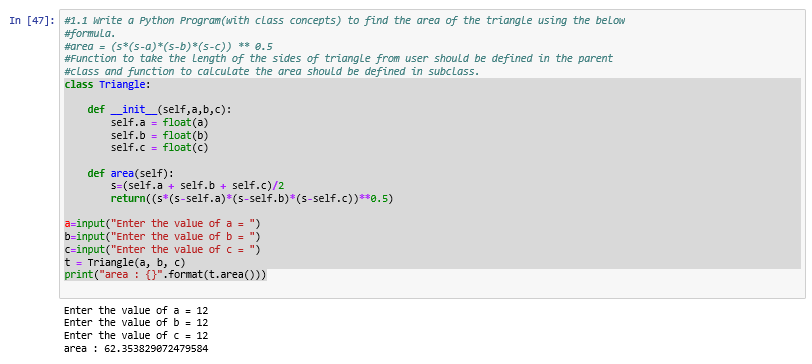 In [47]: #1.1 Write a Python Program(with class concepts) to find the area of the triangle using the below
#formula.
#area = (s*(s-a)*(s-b)*(s-c)) ** 0.5
#Function to take the length of the sides of triangle from user should be defined in the parent
#class and function to calculate the area should be defined in subclass.
class Triangle:
    def __init__(self,a,b,c):
        self.a = float(a)
        self.b = float(b)
        self.c = float(c)
    def area(self):
        s=(self.a + self.b + self.c)/2
        return((s*(s-self.a)*(s-self.b)*(s-self.c))**0.5)
a=input("Enter the value of a = ")
b=input("Enter the value of b = ")
c=input("Enter the value of c = ")
t = Triangle(a, b, c)
print("area : {}".format(t.area()))
Enter the value of a = 12
Enter the value of b = 12
Enter the value of c = 12
area : 62.353829072479584